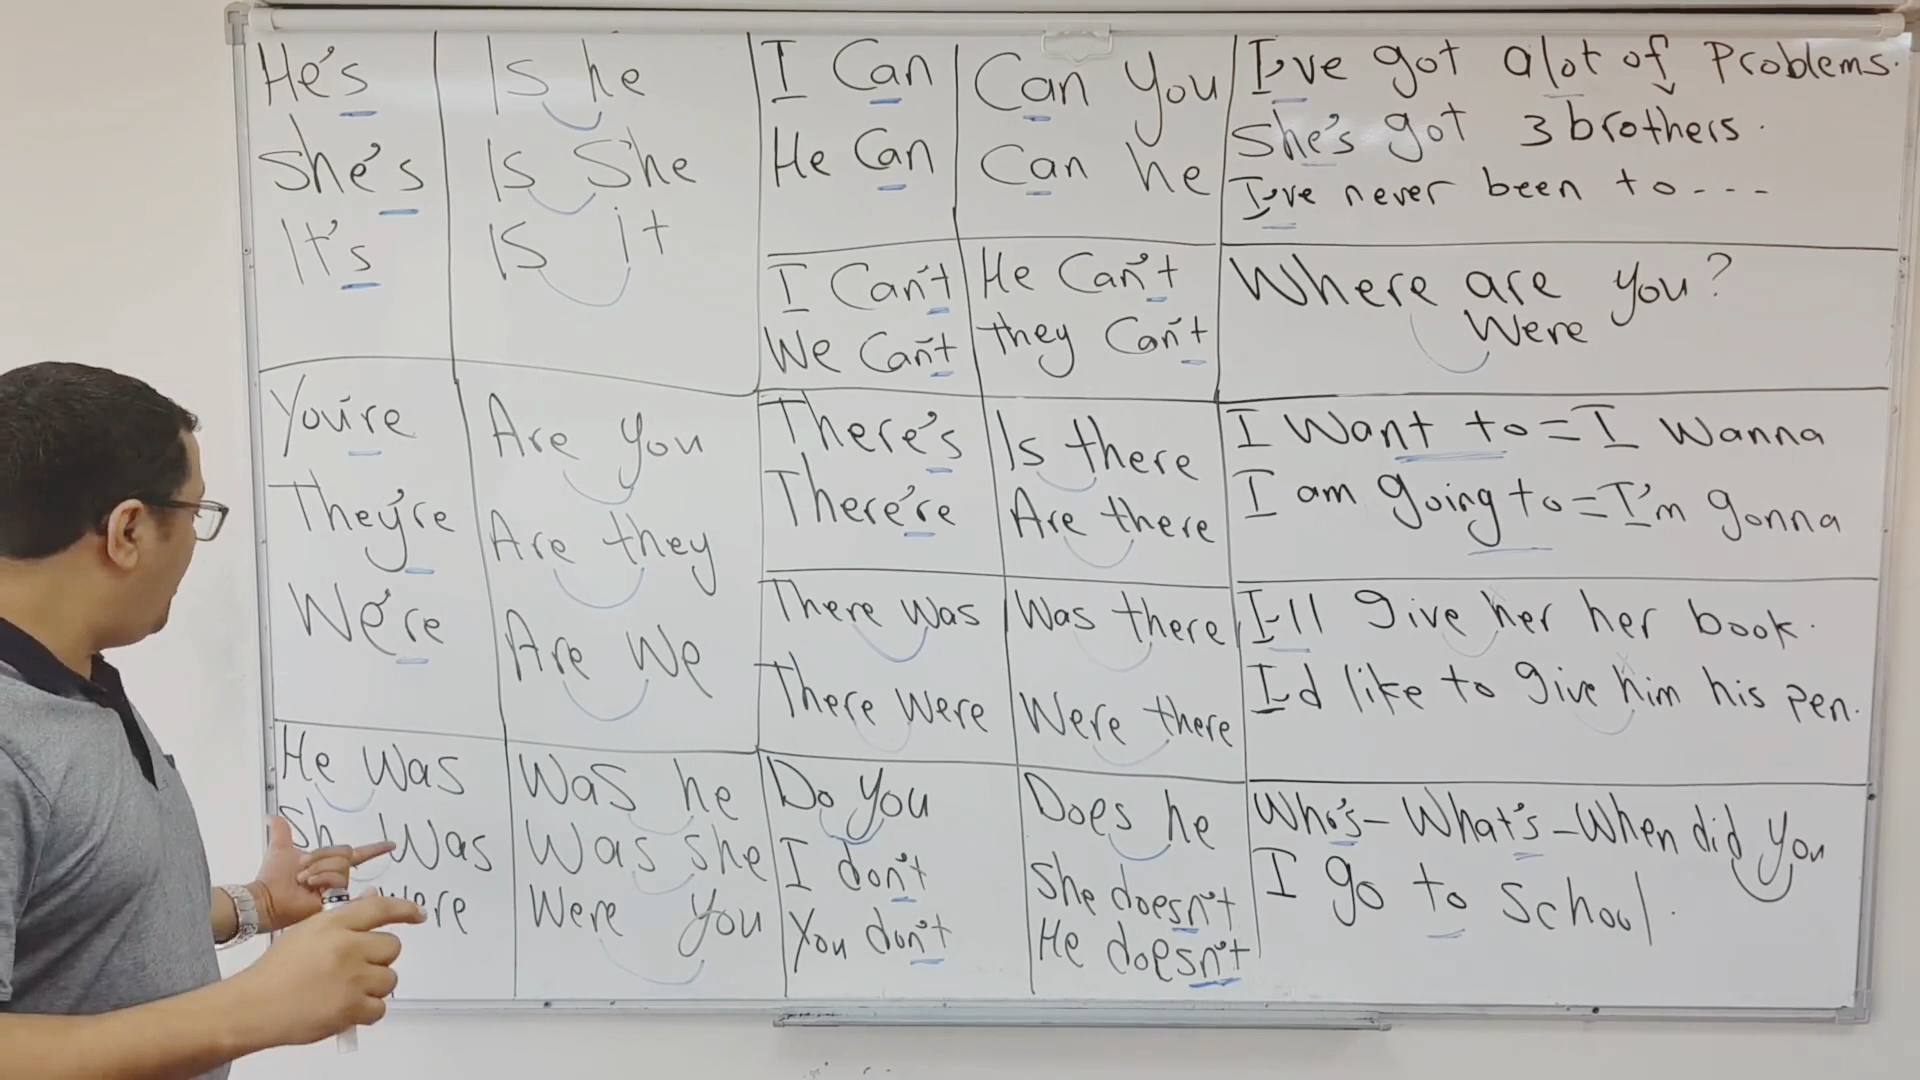 He's
She's
It's
Is he
Is She
Is it
I Can
He Can
Can You
Can he
I've got alot of Problems.
She's got 3 brothers.
I've never been to - - -
I Can't
We Can't
He Can't
they Can't
Where are you?
Were
You're
They're
We're
Are you
Are they
Are We
There's
There're
Is there
Are there
I Want to = I Wanna
I am going to = I'm gonna
There was
There were
Was there
Were there
I'll give her her book.
I'd like to give him his pen.
He Was
Was
Was he
Was she
Were you
Do you
I don't
You don't
Does he
She doesn't
He doesn't
Who's - What's - When did you
I go to School.